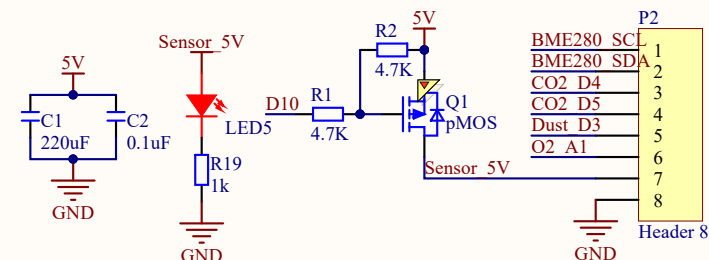 5V
C1
220uF
C2
0.1uF
GND
Sensor_5V
LED5
R19
1k
GND
D10
R1
4.7K
R2
4.7K
5V
Q1
pMOS
Sensor_5V
P2
BME280_SCL 1
BME280_SDA 2
CO2_D4 3
CO2_D5 4
Dust_D3 5
O2_A1 6
7
8
GND
Header 8